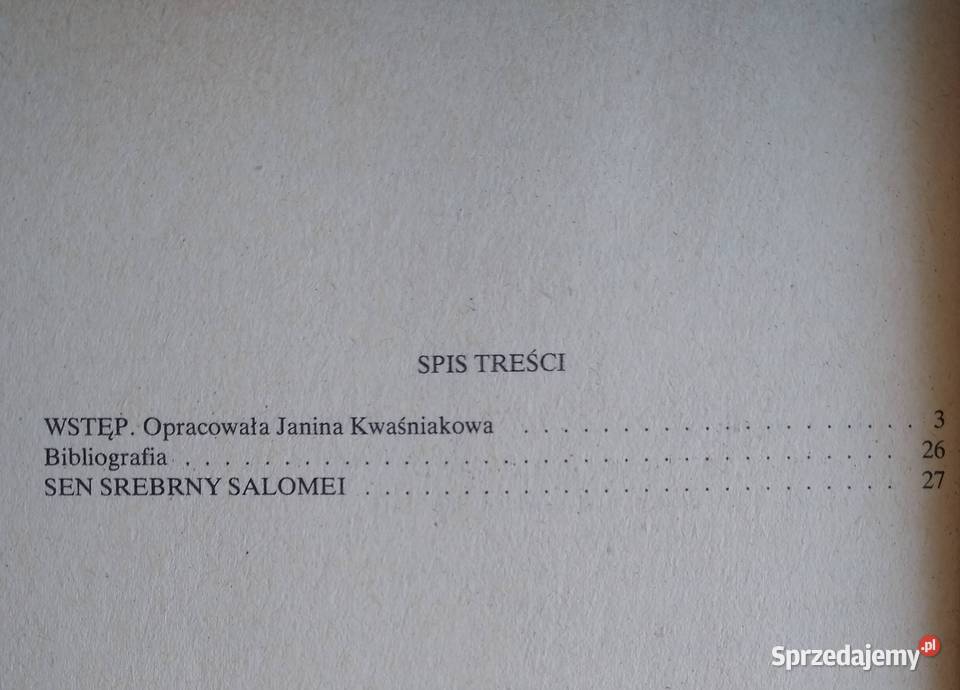 SPIS TREŚCI
WSTĘP. Opracowała Janina Kwaśniakowa . . . . . . . . . . . . . . . . . . . 3
Bibliografia . . . . . . . . . . . . . . . . . . . . . . . . . . . . . . . . . 26
SEN SREBRNY SALOMEI . . . . . . . . . . . . . . . . . . . . . . . . 27
Sprzedajemy.pl